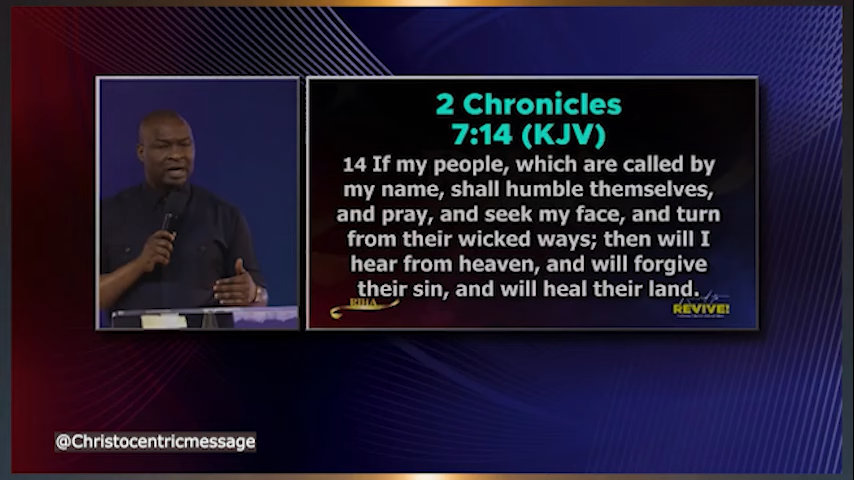 2 Chronicles
7:14 (KJV)
14 If my people, which are called by
my name, shall humble themselves,
and pray, and seek my face, and turn
from their wicked ways; then will I
hear from heaven, and will forgive
their sin, and will heal their land.
REVIVE!
@Christocentricmessage